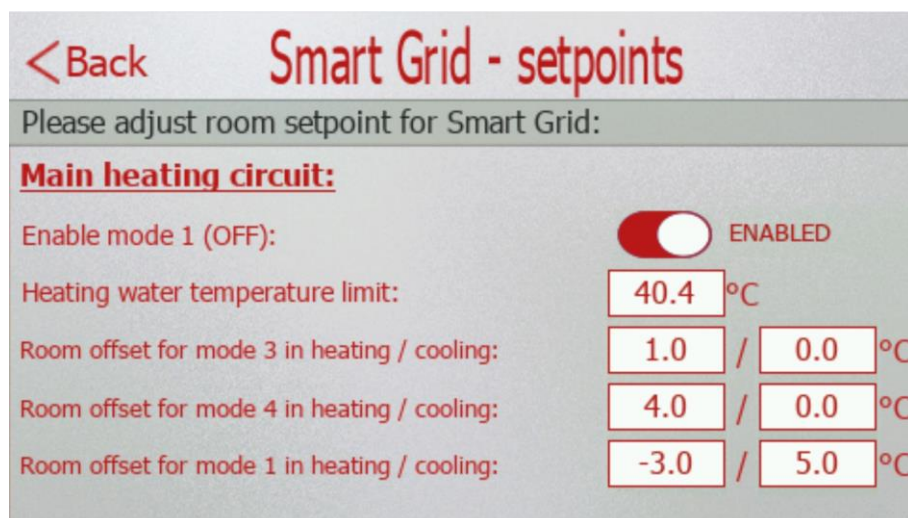 < Back Smart Grid - setpoints
Please adjust room setpoint for Smart Grid:
Main heating circuit:
Enable mode 1 (OFF): ENABLED
Heating water temperature limit: 40.4 °C
Room offset for mode 3 in heating / cooling: 1.0 / 0.0 °C
Room offset for mode 4 in heating / cooling: 4.0 / 0.0 °C
Room offset for mode 1 in heating / cooling: -3.0 / 5.0 °C